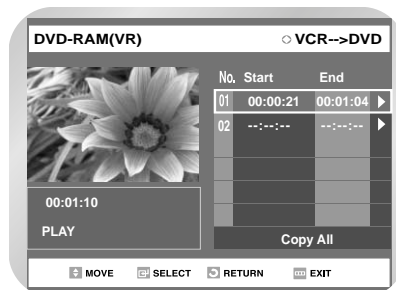 DVD-RAM(VR) VCR-->DVD
No. Start End
01 00:00:21 00:01:04
02 --:--:-- --:--:--
00:01:10
PLAY
Copy All
MOVE SELECT RETURN EXIT